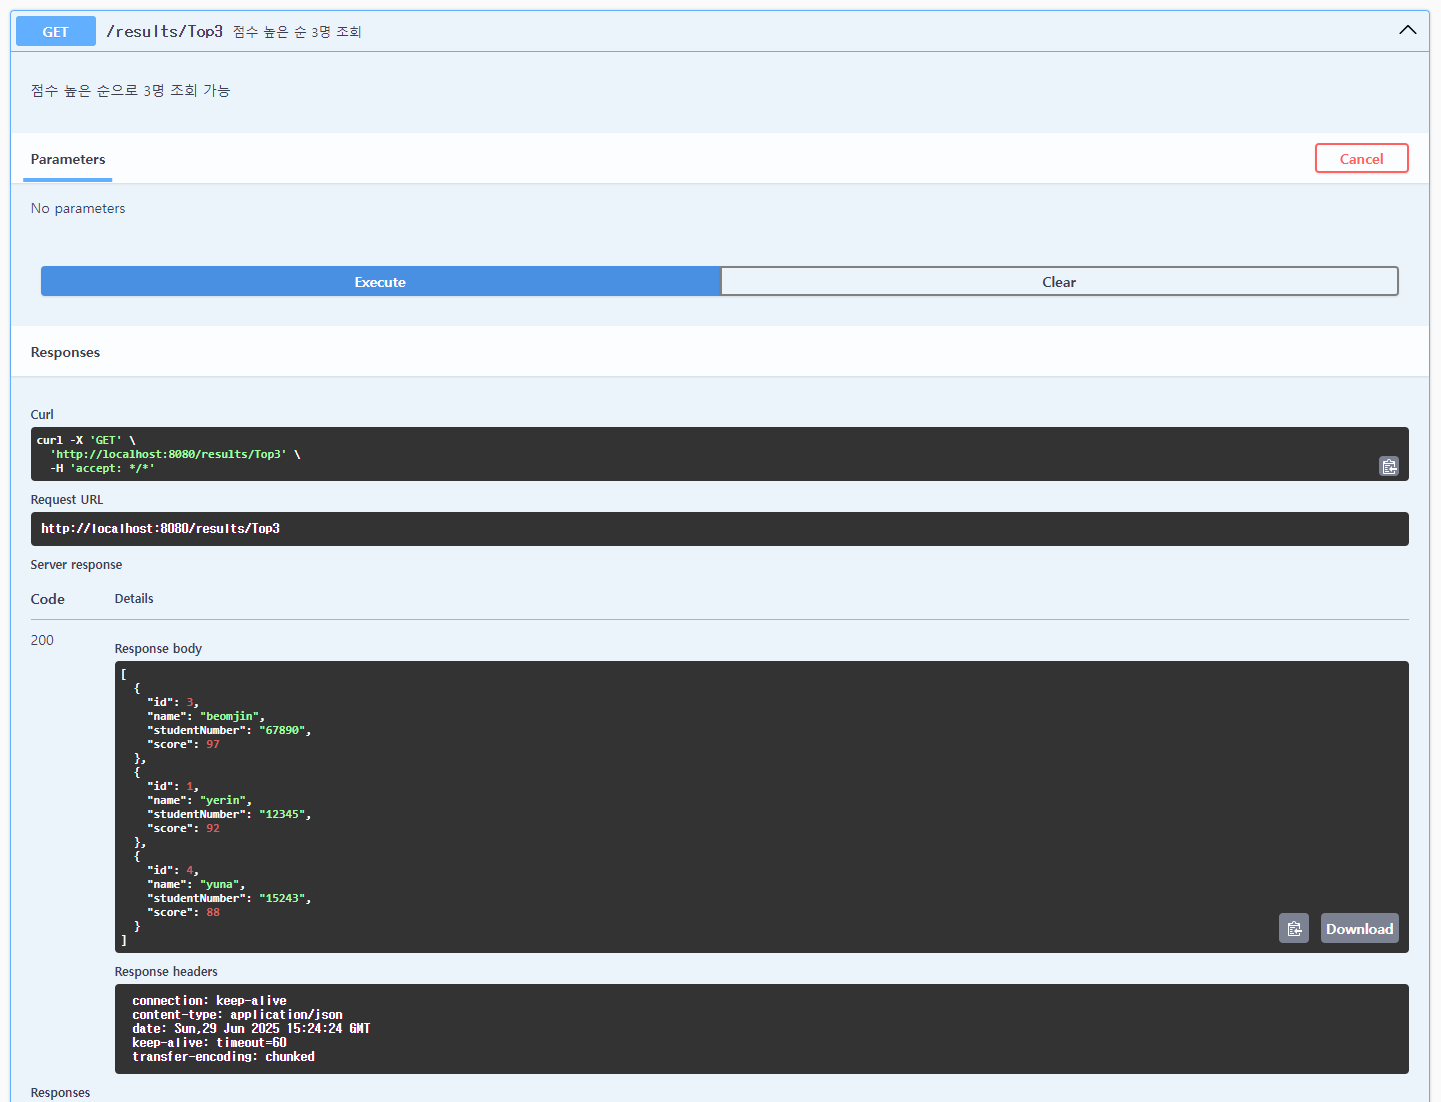 GET /results/Top3 점수 높은 순 3명 조회
점수 높은 순으로 3명 조회 가능
Parameters
Cancel
No parameters
Execute
Clear
Responses
Curl
curl -X 'GET' \
  'http://localhost:8080/results/Top3' \
  -H 'accept: */*'
Request URL
http://localhost:8080/results/Top3
Server response
Code Details
200
Response body
[
  {
    "id": 3,
    "name": "beomjin",
    "studentNumber": "67890",
    "score": 97
  },
  {
    "id": 1,
    "name": "yerin",
    "studentNumber": "12345",
    "score": 92
  },
  {
    "id": 4,
    "name": "yuna",
    "studentNumber": "15243",
    "score": 88
  }
]
Download
Response headers
connection: keep-alive
content-type: application/json
date: Sun,29 Jun 2025 15:24:24 GMT
keep-alive: timeout=60
transfer-encoding: chunked
Responses